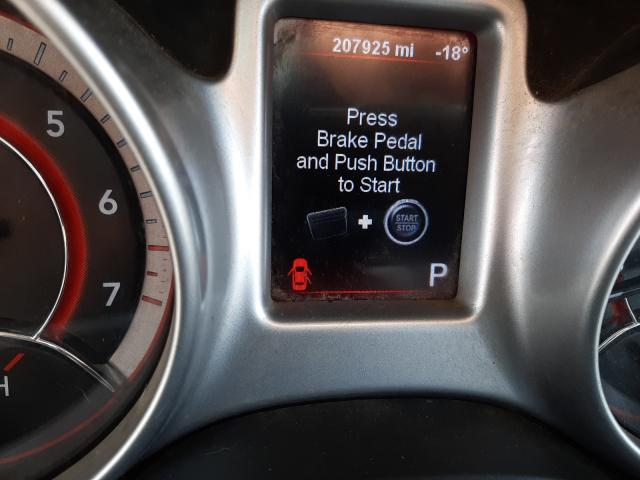 207925 mi -18°
5
Press
Brake Pedal
and Push Button
to Start
6
START
STOP
7
P
H